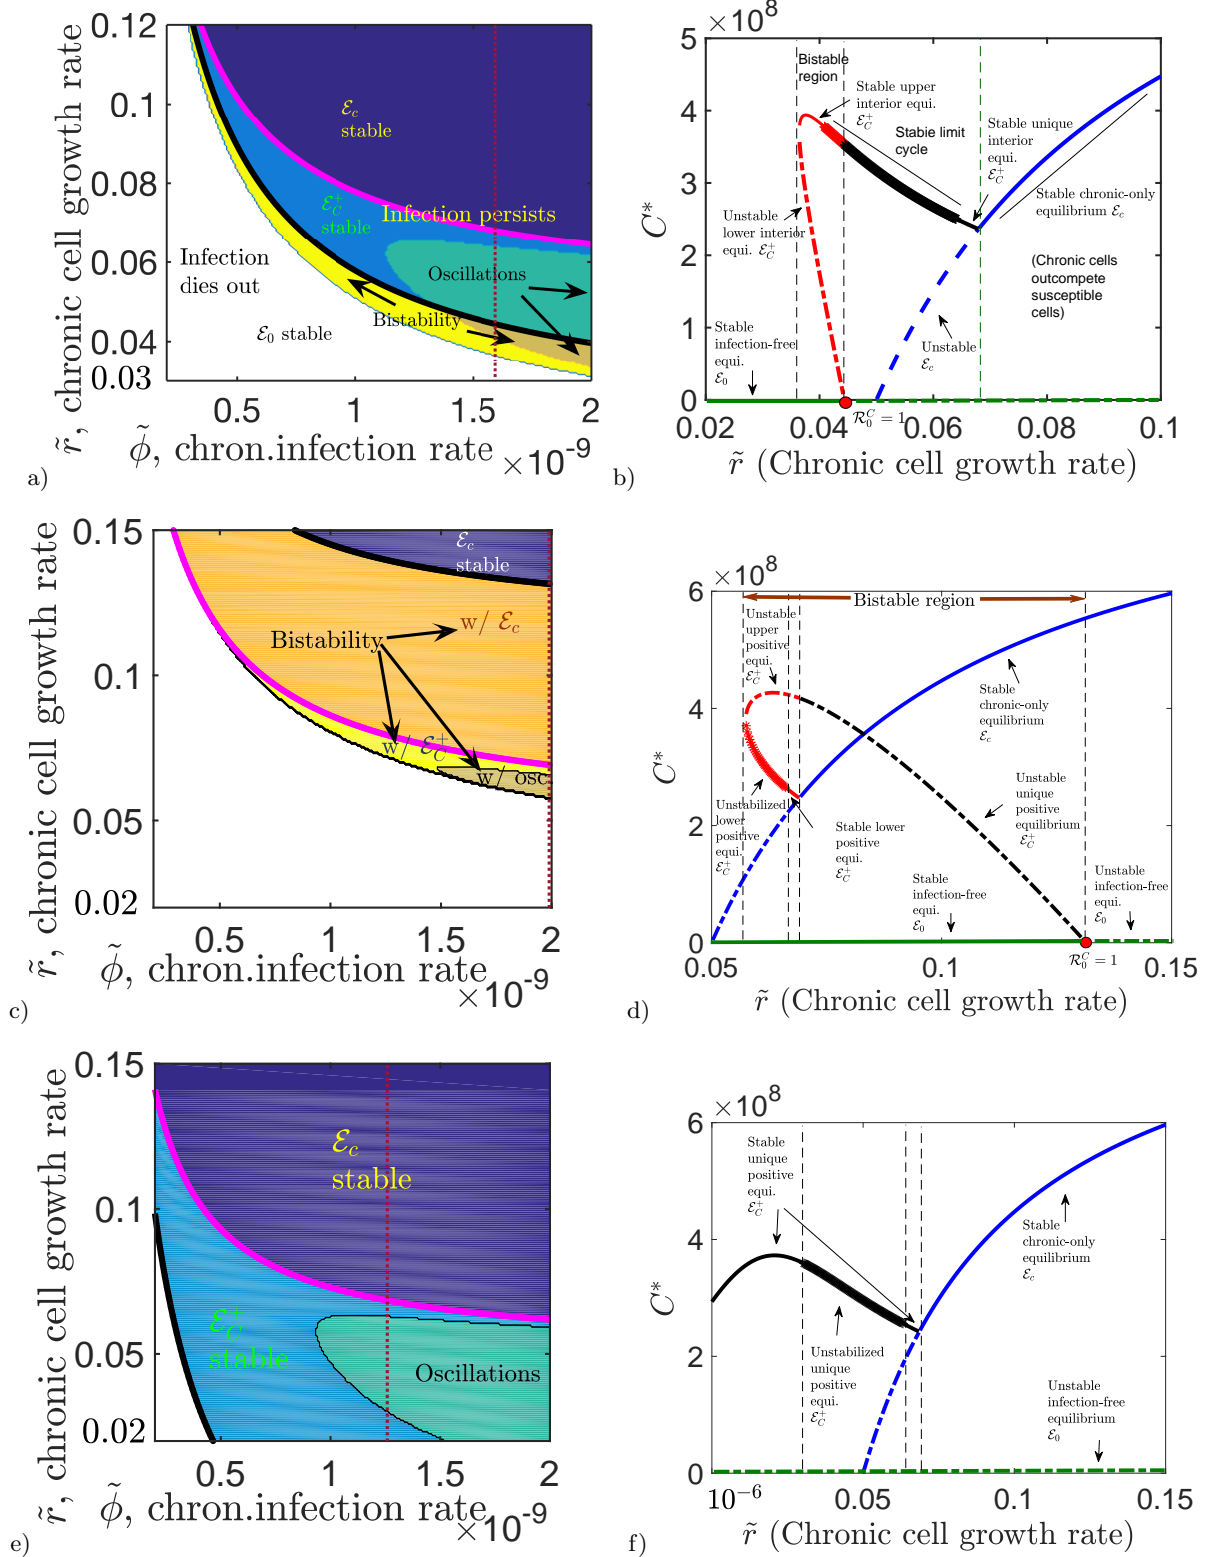 0.12
0.1
0.08
0.06
0.04
0.03
r̃, chronic cell growth rate
ℰc
stable
ℰC+
stable
Infection persists
Infection
dies out
Oscillations
Bistability
ℰ0 stable
0.5
1
1.5
2
ϕ̃, chron.infection rate
×10-9
a)
×10⁸
5
4
3
2
1
0
C*
Bistable
region
Stable upper
interior equi.
ℰC+
Stable limit
cycle
Stable unique
interior
equi.
ℰC+
Stable chronic-only
equilibrium ℰc
Unstable
lower interior
equi. ℰC+
(Chronic cells
outcompete
susceptible
cells)
Stable
infection-free
equi.
ℰ0
Unstable
ℰc
ℛ0C = 1
0.02
0.04
0.06
0.08
0.1
r̃ (Chronic cell growth rate)
b)
0.15
0.1
0.05
0.02
r̃, chronic cell growth rate
ℰc
stable
Bistability
w/ ℰc
w/ ℰC+
w/ osc
0.5
1
1.5
2
ϕ̃, chron.infection rate
×10-9
c)
×10⁸
6
4
2
0
C*
Bistable region
Unstable
upper
positive
equi.
ℰC+
Stable
chronic-only
equilibrium
ℰc
Unstabilized
lower
positive
equi.
ℰC+
Stable lower
positive
equi.
ℰC+
Unstable
unique
positive
equilibrium
ℰC+
Stable
infection-free
equi.
ℰ0
Unstable
infection-free
equi.
ℰ0
ℛ0C = 1
0.05
0.1
0.15
r̃ (Chronic cell growth rate)
d)
0.15
0.1
0.05
0.02
r̃, chronic cell growth rate
ℰc
stable
ℰC+
stable
Oscillations
0.5
1
1.5
2
ϕ̃, chron.infection rate
×10-9
e)
×10⁸
6
4
2
0
C*
Stable
unique
positive
equi.
ℰC+
Stable
chronic-only
equilibrium
ℰc
Unstabilized
unique
positive
equi.
ℰC+
Unstable
infection-free
equilibrium
ℰ0
10-6
0.05
0.1
0.15
r̃ (Chronic cell growth rate)
f)